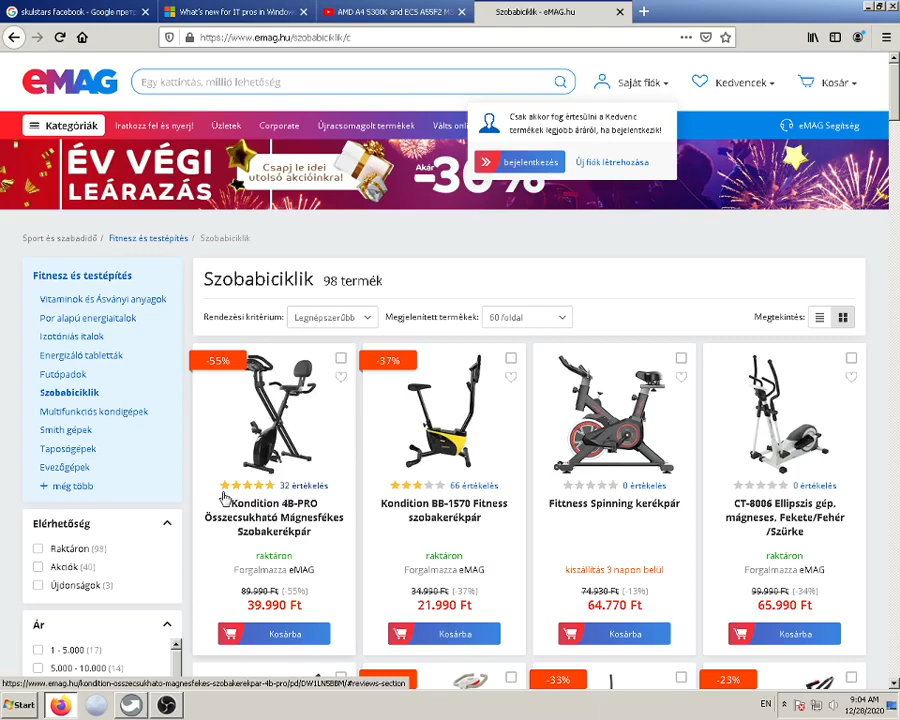 skulstars facebook - Google прет
What's new for IT pros in Window
AMD A4 5300K and ECS A55F2 M
Szobabiciklik - eMAG.hu
https://www.emag.hu/szobabiciklik/c
eMAG
Egy kattintás, millió lehetőség
Saját fiók
Kedvencek
Kosár
Kategóriák
Iratkozz fel és nyerj!
Üzletek
Corporate
Újracsomagolt termékek
Válts onli
eMAG Segítség
Csak akkor fog értesülni a Kedvenc
termékek legjobb áráról, ha bejelentkezik!
bejelentkezés
Új fiók létrehozása
ÉV VÉGI
LEÁRAZÁS
Csapj le idei
utolsó akcióinkra!
Akár
-30%
Sport és szabadidő / Fitnesz és testépítés / Szobabiciklik
Fitnesz és testépítés
Vitaminok és Ásványi anyagok
Por alapú energiaitalok
Izotóniás italok
Energizáló tabletták
Futópadok
Szobabiciklik
Multifunkciós kondigépek
Smith gépek
Taposógépek
Evezőgépek
+ még több
Elérhetőség
Raktáron (98)
Akciók (40)
Újdonságok (3)
Ár
1 - 5.000 (17)
5.000 - 10.000 (14)
Szobabiciklik 98 termék
Rendezési kritérium: Legnépszerűbb
Megjelenített termékek: 60/oldal
Megtekintés:
-55%
32 értékelés
Kondition 4B-PRO
Összecsukható Mágnesfékes
Szobakerékpár
raktáron
Forgalmazza eMAG
89.990 Ft (-55%)
39.990 Ft
Kosárba
-37%
66 értékelés
Kondition BB-1570 Fitness
szobakerékpár
raktáron
Forgalmazza eMAG
34.990 Ft (-37%)
21.990 Ft
Kosárba
0 értékelés
Fittness Spinning kerékpár
kiszállítás 3 napon belül
74.930 Ft (-13%)
64.770 Ft
Kosárba
0 értékelés
CT-8006 Ellipszis gép,
mágneses, Fekete/Fehér
/Szürke
raktáron
Forgalmazza eMAG
99.990 Ft (-34%)
65.990 Ft
Kosárba
-33%
-23%
https://www.emag.hu/kondition-osszecsukhato-magnesfekes-szobakerekpar-4b-pro/pd/DW1LN5BBM/#reviews-section
Start
EN
9:04 AM
12/28/2020